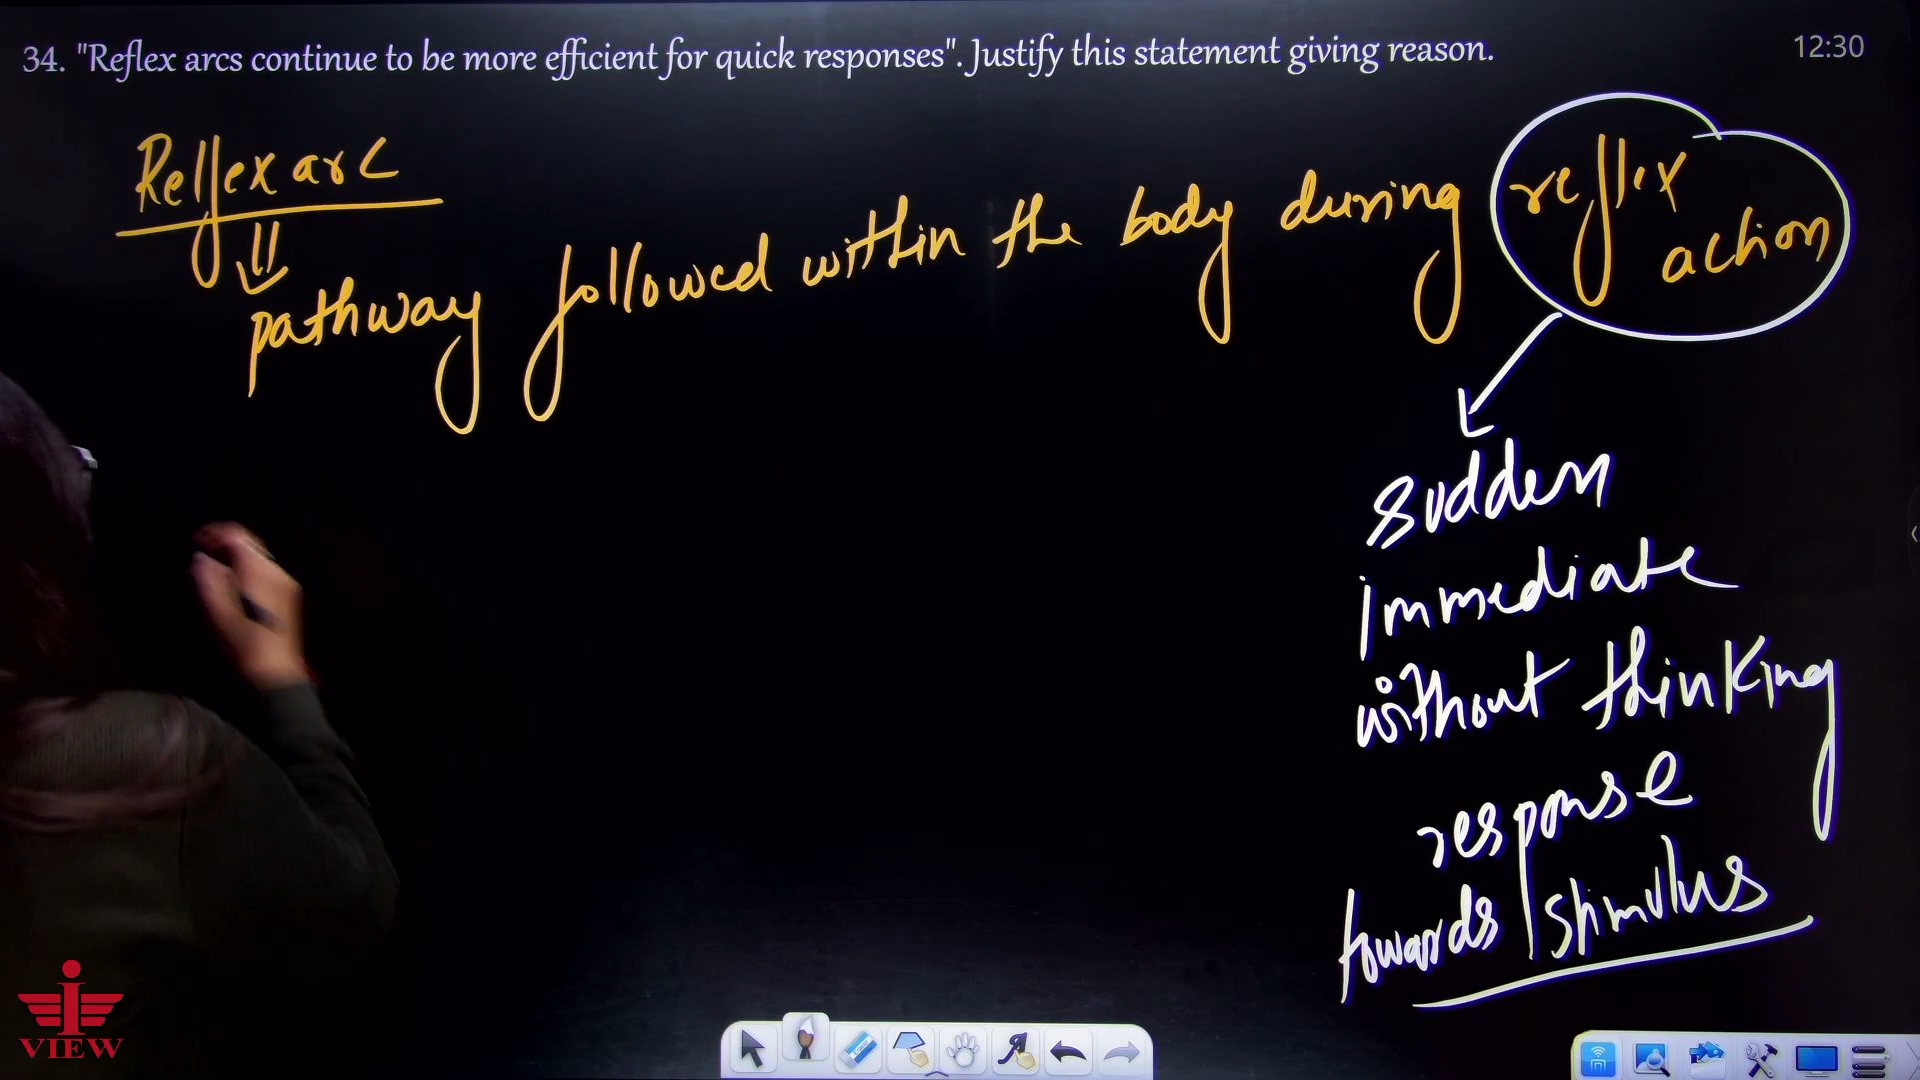 34. "Reflex arcs continue to be more efficient for quick responses". Justify this statement giving reason.
12:30
Reflex arc
pathway followed within the body during reflex action
sudden
immediate
without thinking
response
towards stimulus
VIEW